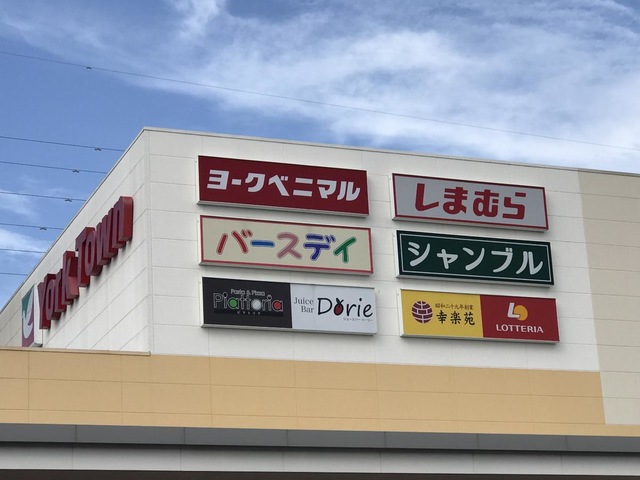 York Town
ヨークベニマル
しまむら
バースデイ
シャンブル
Pasta & Pizza
Piattoria
Juice
Bar
Dorie
昭和二十九年創業
幸楽苑
LOTTERIA